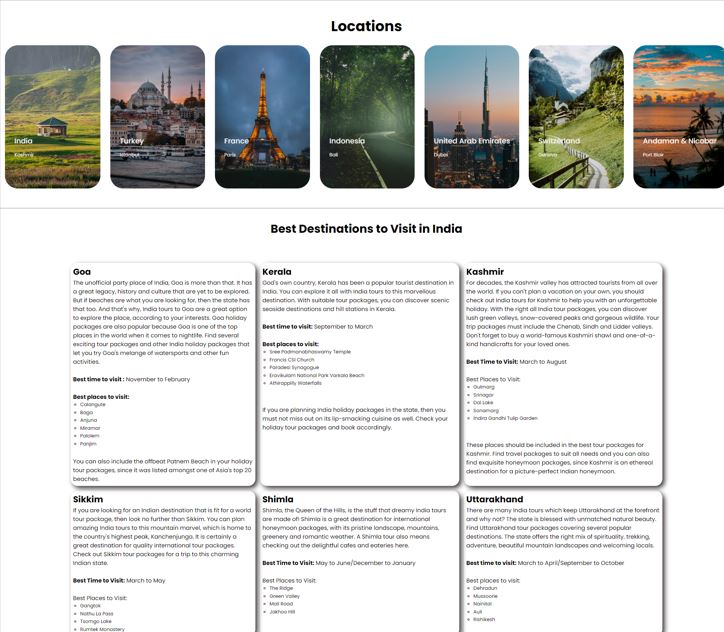 Locations
India
Kashmir
Turkey
Istanbul
France
Paris
Indonesia
Bali
United Arab Emirates
Dubai
Switzerland
Geneva
Andaman & Nicobar
Port Blair
Best Destinations to Visit in India
Goa
The unofficial party place of India, Goa is more than that. It has
a great legacy, history and culture that are yet to be explored.
But if beaches are what you are looking for, then the state has
that too. And that's why, India tours to Goa are a great option
to explore the place, according to your interests. Goa holiday
packages are also popular because Goa is one of the top
places in the world when it comes to nightlife. Find several
exciting tour packages and other India holiday packages that
let you try Goa's melange of watersports and other fun
activities.
Best time to visit : November to February
Best places to visit:
Calangute
Baga
Anjuna
Miramar
Palolem
Panjim
You can also include the offbeat Patnem Beach in your holiday
tour packages, since it was listed amongst one of Asia's top 20
beaches.
Kerala
God's own country, Kerala has been a popular tourist destination in
India. You can explore it all with India tours to this marvellous
destination. With suitable tour packages, you can discover scenic
seaside destinations and hill stations in Kerala.
Best time to visit: September to March
Best places to visit:
Sree Padmanabhaswamy Temple
Francis CSI Church
Paradesi Synagogue
Eravikulam National Park Varkala Beach
Athirappilly Waterfalls
If you are planning India holiday packages in the state, then you
must not miss out on its lip-smacking cuisine as well. Check your
holiday tour packages and book accordingly.
Kashmir
For decades, the Kashmir valley has attracted tourists from all over
the world. If you can't plan a vacation on your own, you should
check out India tours for Kashmir to help you with an unforgettable
holiday. With the right all India tour packages, you can discover
lush green valleys, snow-covered peaks and gorgeous wildlife. Your
trip packages must include the Chenab, Sindh and Lidder valleys.
Don't forget to buy a world-famous Kashmiri shawl and one-of-a-
kind handicrafts for your loved ones.
Best Time to Visit: March to August
Best Places to Visit:
Gulmarg
Srinagar
Dal Lake
Sonamarg
Indira Gandhi Tulip Garden
These places should be included in the best tour packages for
Kashmir. Find travel packages to suit all needs and you can also
find exquisite honeymoon packages, since Kashmir is an ethereal
destination for a picture-perfect Indian honeymoon.
Sikkim
If you are looking for an Indian destination that is fit for a world
tour package, then look no further than Sikkim. You can plan
amazing India tours to this mountain marvel, which is home to
the country's highest peak, Kanchenjunga. It is certainly a
great destination for quality international tour packages.
Check out Sikkim tour packages for a trip to this charming
Indian state.
Best Time to Visit: March to May
Best Places to Visit:
Gangtok
Nathu La Pass
Tsomgo Lake
Rumtek Monastery
Shimla
Shimla, the Queen of the Hills, is the stuff that dreamy India tours
are made of! Shimla is a great destination for international
honeymoon packages, with its pristine landscape, mountains,
greenery and romantic weather. A Shimla tour also means
checking out the delightful cafes and eateries here.
Best Time to Visit: May to June/December to January
Best Places to Visit:
The Ridge
Green Valley
Mall Road
Jakhoo Hill
Uttarakhand
There are many India tours which keep Uttarakhand at the forefront
and why not? The state is blessed with unmatched natural beauty.
Find Uttarakhand tour packages covering several popular
destinations. The state offers the right mix of spirituality, trekking,
adventure, beautiful mountain landscapes and welcoming locals.
Best time to Visit: March to April/September to October
Best places to visit:
Dehradun
Mussoorie
Nainital
Auli
Rishikesh